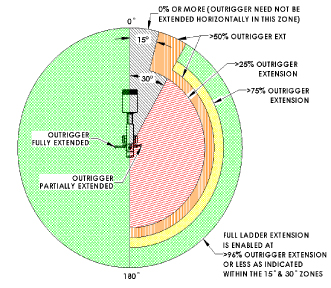 0°
0% OR MORE (OUTRIGGER NEED NOT BE
EXTENDED HORIZONTALLY IN THIS ZONE)
15°
>50% OUTRIGGER EXT
30°
>25% OUTRIGGER
EXTENSION
>75% OUTRIGGER
EXTENSION
OUTRIGGER
FULLY EXTENDED
OUTRIGGER
PARTIALLY EXTENDED
FULL LADDER EXTENSION
IS ENABLED AT
>96% OUTRIGGER EXTENSION
OR LESS AS INDICATED
WITHIN THE 15° & 30° ZONES
180°